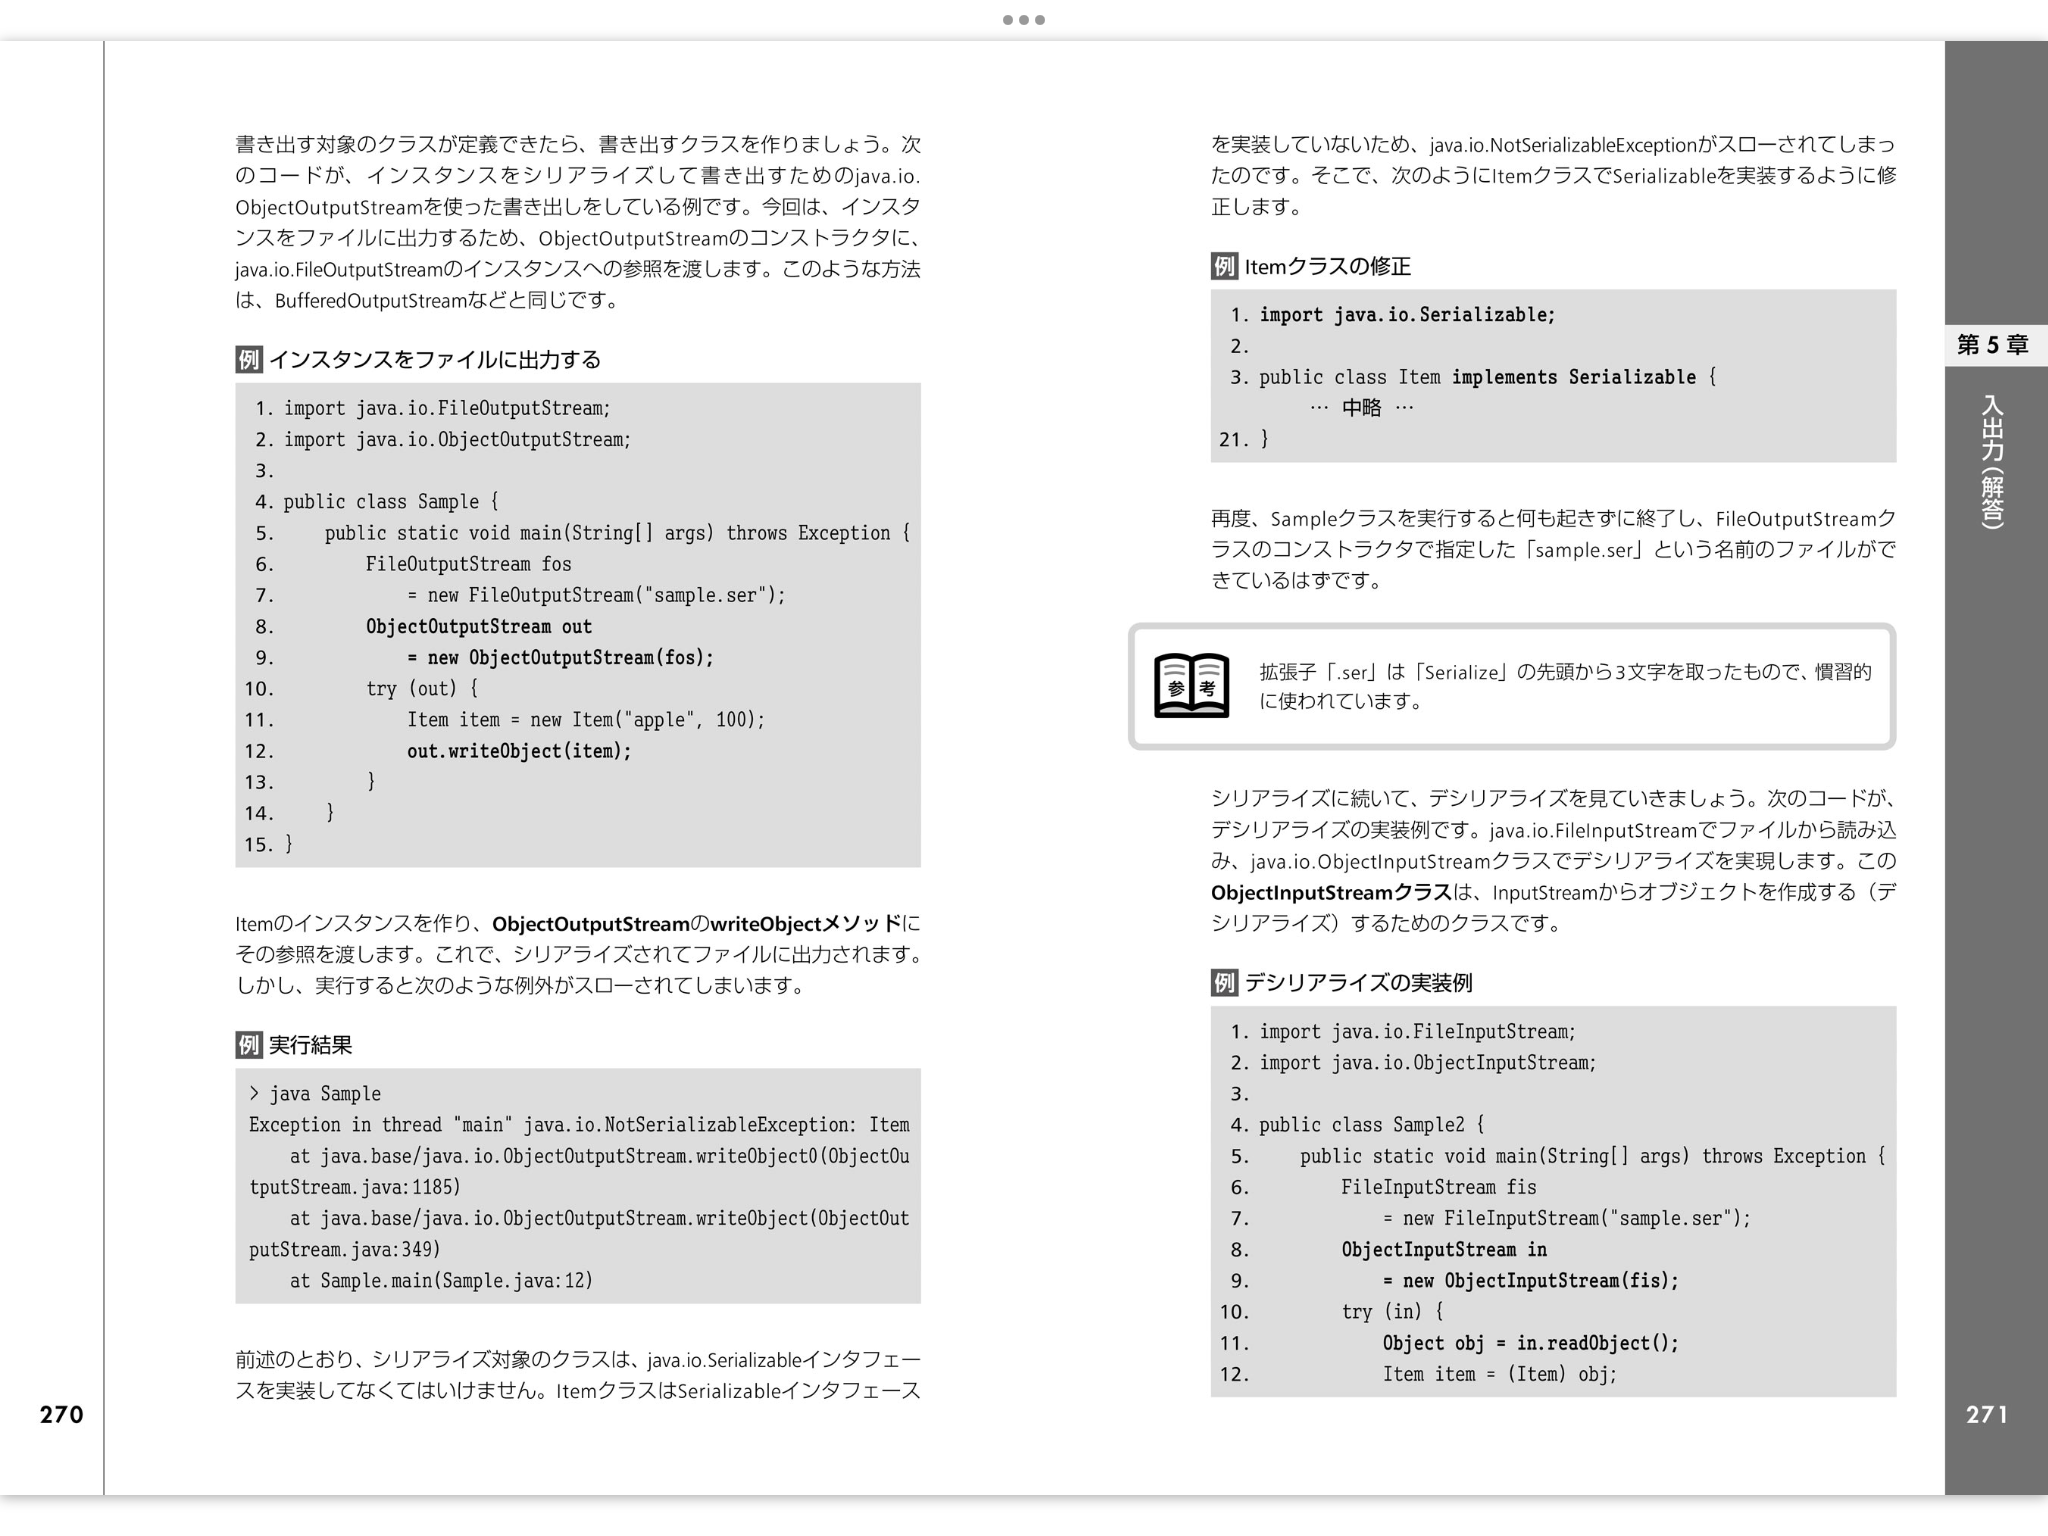 書き出す対象のクラスが定義できたら、書き出すクラスを作りましょう。次
のコードが、インスタンスをシリアライズして書き出すためのjava.io.
ObjectOutputStreamを使った書き出しをしている例です。今回は、インスタ
ンスをファイルに出力するため、ObjectOutputStreamのコンストラクタに、
java.io.FileOutputStreamのインスタンスへの参照を渡します。このような方法
は、BufferedOutputStreamなどと同じです。
例 インスタンスをファイルに出力する
1. import java.io.FileOutputStream;
2. import java.io.ObjectOutputStream;
3.
4. public class Sample {
5.     public static void main(String[] args) throws Exception {
6.         FileOutputStream fos
7.             = new FileOutputStream("sample.ser");
8.         ObjectOutputStream out
9.             = new ObjectOutputStream(fos);
10.         try (out) {
11.             Item item = new Item("apple", 100);
12.             out.writeObject(item);
13.         }
14.     }
15. }
Itemのインスタンスを作り、ObjectOutputStreamのwriteObjectメソッドに
その参照を渡します。これで、シリアライズされてファイルに出力されます。
しかし、実行すると次のような例外がスローされてしまいます。
例 実行結果
> java Sample
Exception in thread "main" java.io.NotSerializableException: Item
    at java.base/java.io.ObjectOutputStream.writeObject0(ObjectOu
tputStream.java:1185)
    at java.base/java.io.ObjectOutputStream.writeObject(ObjectOut
putStream.java:349)
    at Sample.main(Sample.java:12)
前述のとおり、シリアライズ対象のクラスは、java.io.Serializableインタフェー
スを実装してなくてはいけません。ItemクラスはSerializableインタフェース
270
を実装していないため、java.io.NotSerializableExceptionがスローされてしまっ
たのです。そこで、次のようにItemクラスでSerializableを実装するように修
正します。
例 Itemクラスの修正
1. import java.io.Serializable;
2.
3. public class Item implements Serializable {
… 中略 …
21. }
再度、Sampleクラスを実行すると何も起きずに終了し、FileOutputStreamク
ラスのコンストラクタで指定した「sample.ser」という名前のファイルがで
きているはずです。
参考
拡張子「.ser」は「Serialize」の先頭から3文字を取ったもので、慣習的
に使われています。
シリアライズに続いて、デシリアライズを見ていきましょう。次のコードが、
デシリアライズの実装例です。java.io.FileInputStreamでファイルから読み込
み、java.io.ObjectInputStreamクラスでデシリアライズを実現します。この
ObjectInputStreamクラスは、InputStreamからオブジェクトを作成する（デ
シリアライズ）するためのクラスです。
例 デシリアライズの実装例
1. import java.io.FileInputStream;
2. import java.io.ObjectInputStream;
3.
4. public class Sample2 {
5.     public static void main(String[] args) throws Exception {
6.         FileInputStream fis
7.             = new FileInputStream("sample.ser");
8.         ObjectInputStream in
9.             = new ObjectInputStream(fis);
10.         try (in) {
11.             Object obj = in.readObject();
12.             Item item = (Item) obj;
第5章
入出力（解答）
271